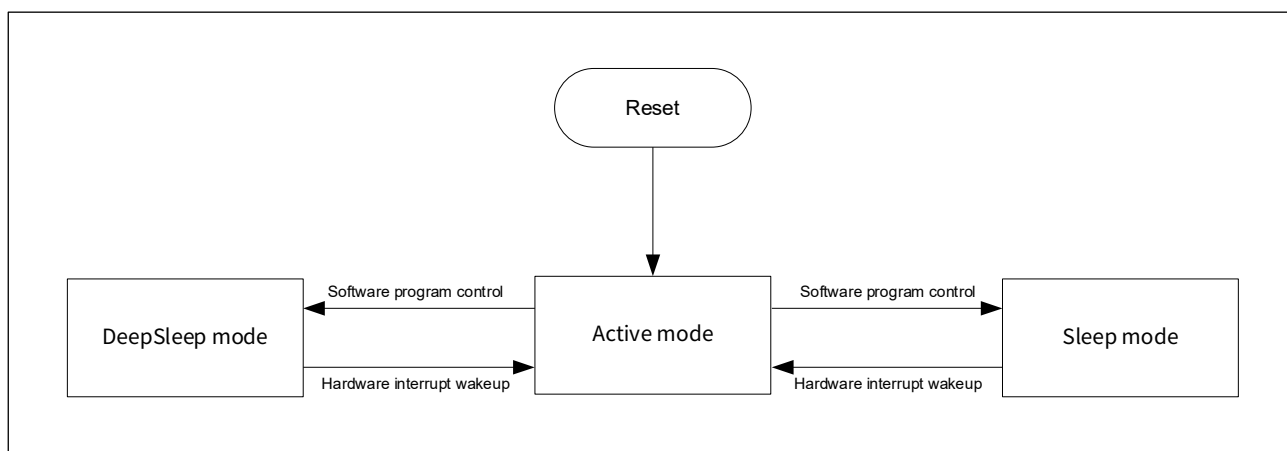 Reset
Software program control
Software program control
DeepSleep mode
Active mode
Sleep mode
Hardware interrupt wakeup
Hardware interrupt wakeup